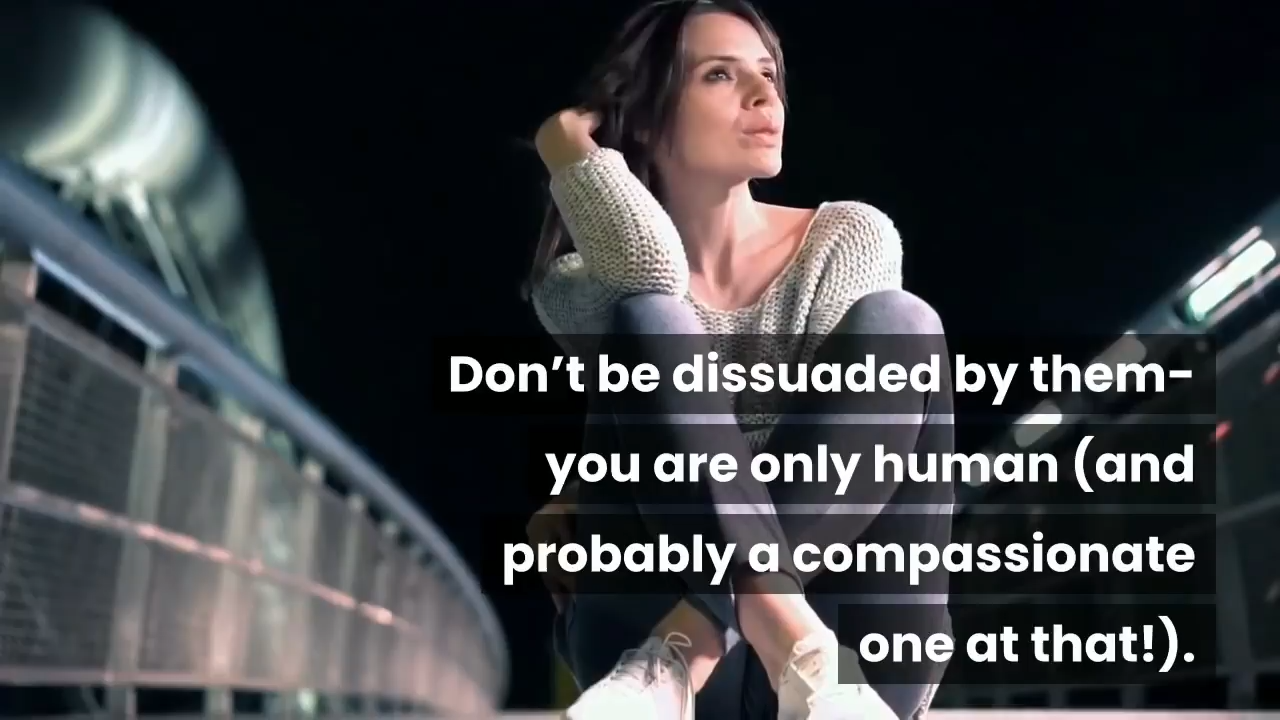 Don’t be dissuaded by them-
you are only human (and
probably a compassionate
one at that!).